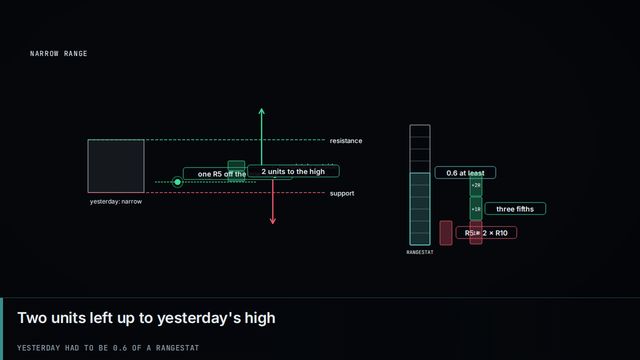 NARROW RANGE
resistance
one R5 off the
2 units to the high
support
yesterday: narrow
0.6 at least
+2R
+1R
three fifths
2 × R10
RANGESTAT
Two units left up to yesterday's high
YESTERDAY HAD TO BE 0.6 OF A RANGESTAT